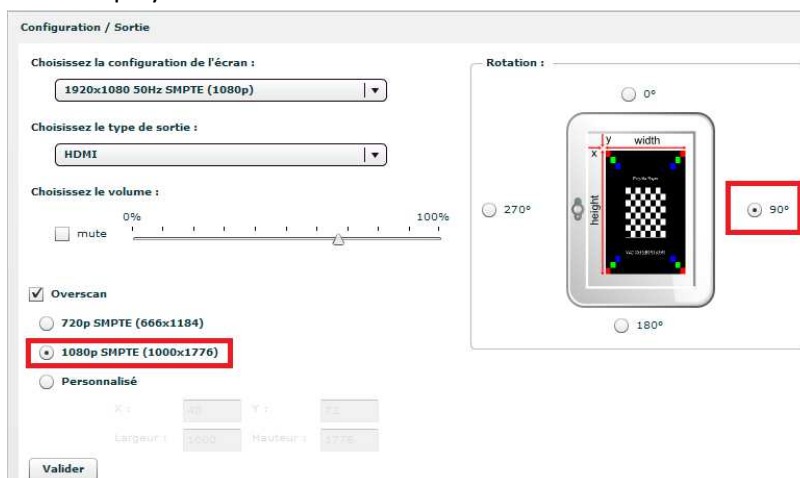 Configuration / Sortie
Choisissez la configuration de l'écran :
1920x1080 50Hz SMPTE (1080p)
Choisissez le type de sortie :
HDMI
Choisissez le volume :
0%
100%
mute
Overscan
720p SMPTE (666x1184)
1080p SMPTE (1000x1776)
Personnalisé
X :
Y :
Largeur : 1000 Hauteur : 1776
Valider
Rotation :
0°
y width
x
height
270°
90°
180°